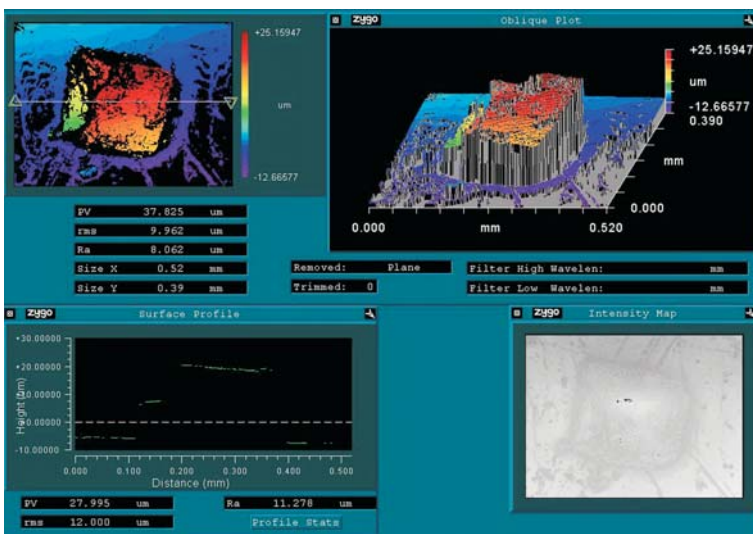 +25.15947
um
-12.66577
PV 37.825 um
rms 9.962 um
Ra 8.062 um
Size X 0.52 mm
Size Y 0.39 mm
zygo Oblique Plot
+25.15947
um
-12.66577
0.390
mm
0.000
0.000 mm 0.520
Removed: Plane
Trimmed: 0
Filter High Wavelen: mm
Filter Low Wavelen: mm
zygo Surface Profile
+30.00000
+20.00000
+10.00000
+0.00000
-10.00000
Height (um)
0.000 0.100 0.200 0.300 0.400 0.500
Distance (mm)
PV 27.995 um
rms 12.000 um
Ra 11.278 um
Profile Stats
zygo Intensity Map